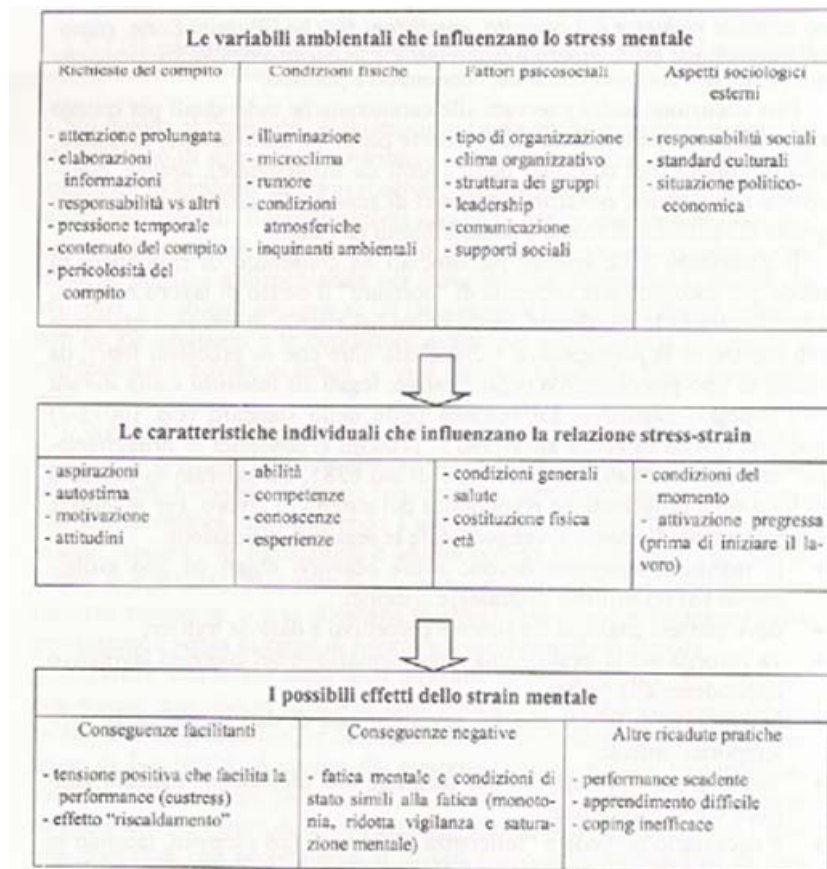 Le variabili ambientali che influenzano lo stress mentale
Richieste del compito
- attenzione prolungata
- elaborazioni
informazioni
- responsabilità vs altri
- pressione temporale
- contenuto del compito
- pericolosità del
compito
Condizioni fisiche
- illuminazione
- microclima
- rumore
- condizioni
atmosferiche
- inquinanti ambientali
Fattori psicosociali
- tipo di organizzazione
- clima organizzativo
- struttura dei gruppi
- leadership
- comunicazione
- supporti sociali
Aspetti sociologici
esterni
- responsabilità sociali
- standard culturali
- situazione politico-
economica
Le caratteristiche individuali che influenzano la relazione stress-strain
- aspirazioni
- autostima
- motivazione
- attitudini
- abilità
- competenze
- conoscenze
- esperienze
- condizioni generali
- salute
- costituzione fisica
- età
- condizioni del
momento
- attivazione pregressa
(prima di iniziare il la-
voro)
I possibili effetti dello strain mentale
Conseguenze facilitanti
- tensione positiva che facilita la
performance (eustress)
- effetto "riscaldamento"
Conseguenze negative
- fatica mentale e condizioni di
stato simili alla fatica (monoto-
nia, ridotta vigilanza e satura-
zione mentale)
Altre ricadute pratiche
- performance scadente
- apprendimento difficile
- coping inefficace